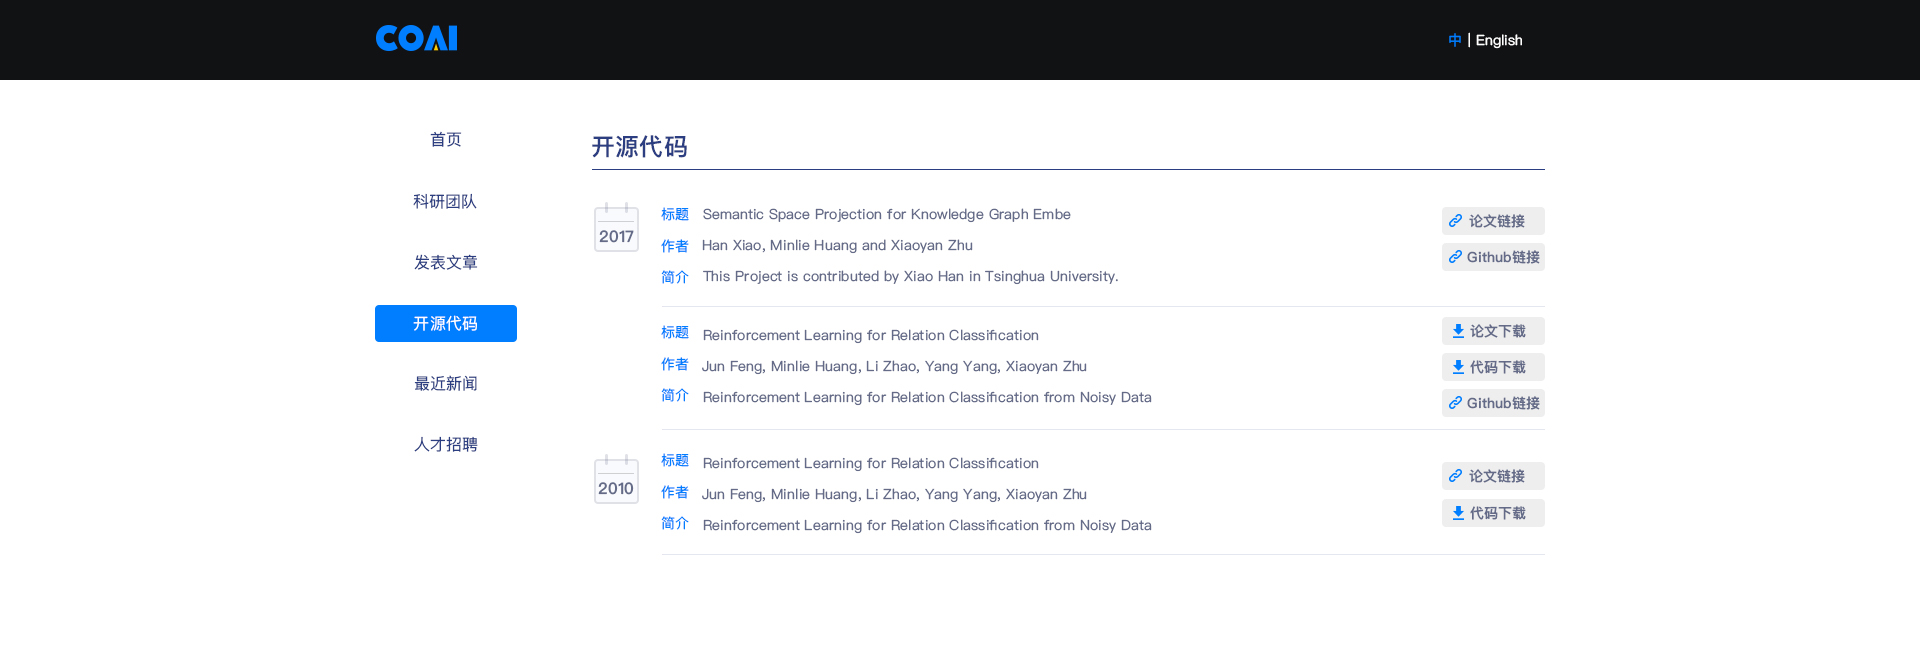 COAI
中 | English
首页
科研团队
发表文章
开源代码
最近新闻
人才招聘
开源代码
2017
标题 Semantic Space Projection for Knowledge Graph Embe
作者 Han Xiao, Minlie Huang and Xiaoyan Zhu
简介 This Project is contributed by Xiao Han in Tsinghua University.
论文链接
Github链接
标题 Reinforcement Learning for Relation Classification
作者 Jun Feng, Minlie Huang, Li Zhao, Yang Yang, Xiaoyan Zhu
简介 Reinforcement Learning for Relation Classification from Noisy Data
论文下载
代码下载
Github链接
2010
标题 Reinforcement Learning for Relation Classification
作者 Jun Feng, Minlie Huang, Li Zhao, Yang Yang, Xiaoyan Zhu
简介 Reinforcement Learning for Relation Classification from Noisy Data
论文链接
代码下载